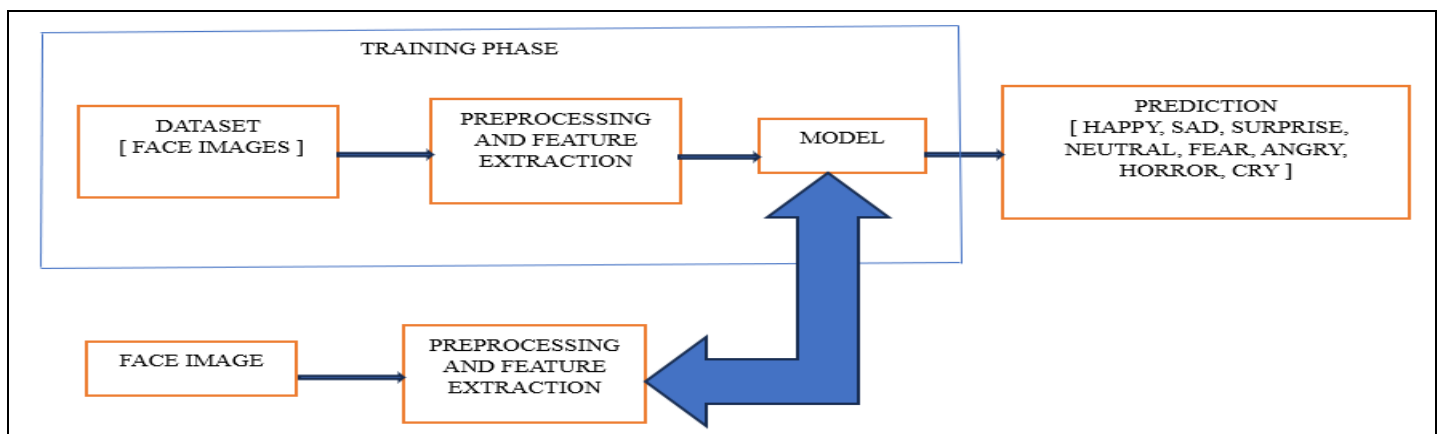 TRAINING PHASE
DATASET
[ FACE IMAGES ]
PREPROCESSING
AND FEATURE
EXTRACTION
MODEL
PREDICTION
[ HAPPY, SAD, SURPRISE,
NEUTRAL, FEAR, ANGRY,
HORROR, CRY ]
FACE IMAGE
PREPROCESSING
AND FEATURE
EXTRACTION